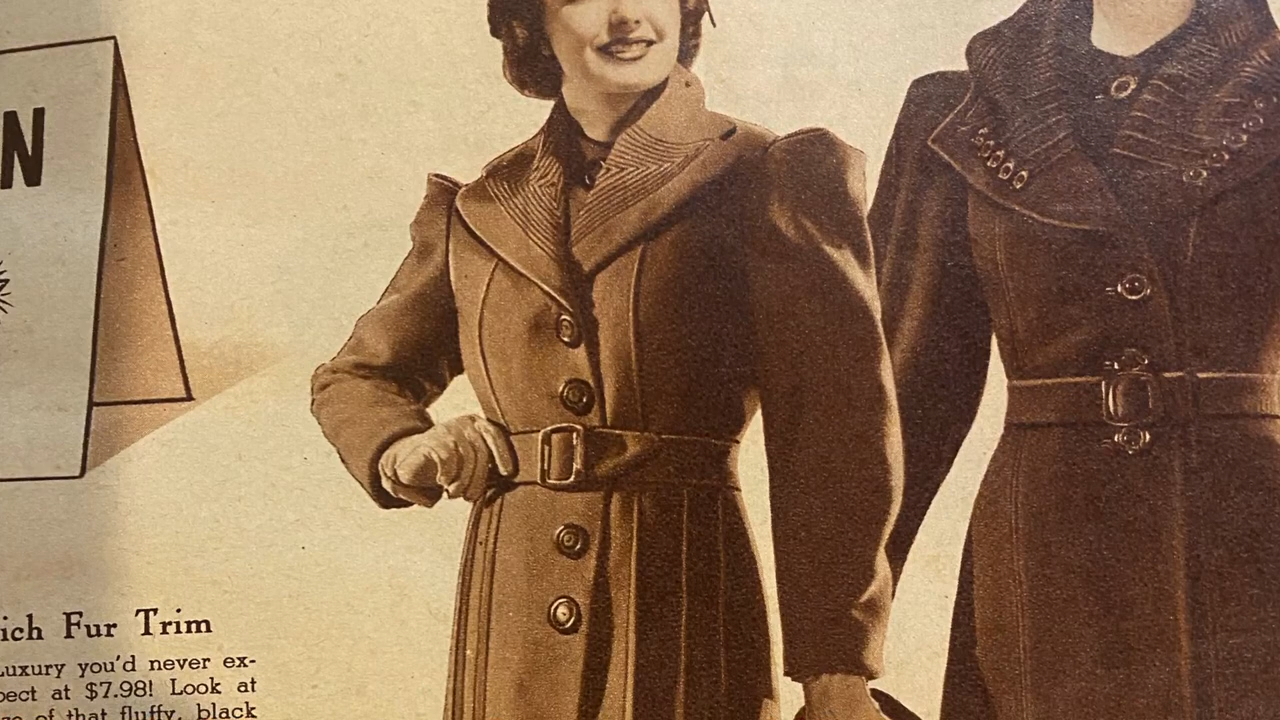 N
ich Fur Trim
Luxury you'd never ex-
pect at $7.98! Look at
of that fluffy, black